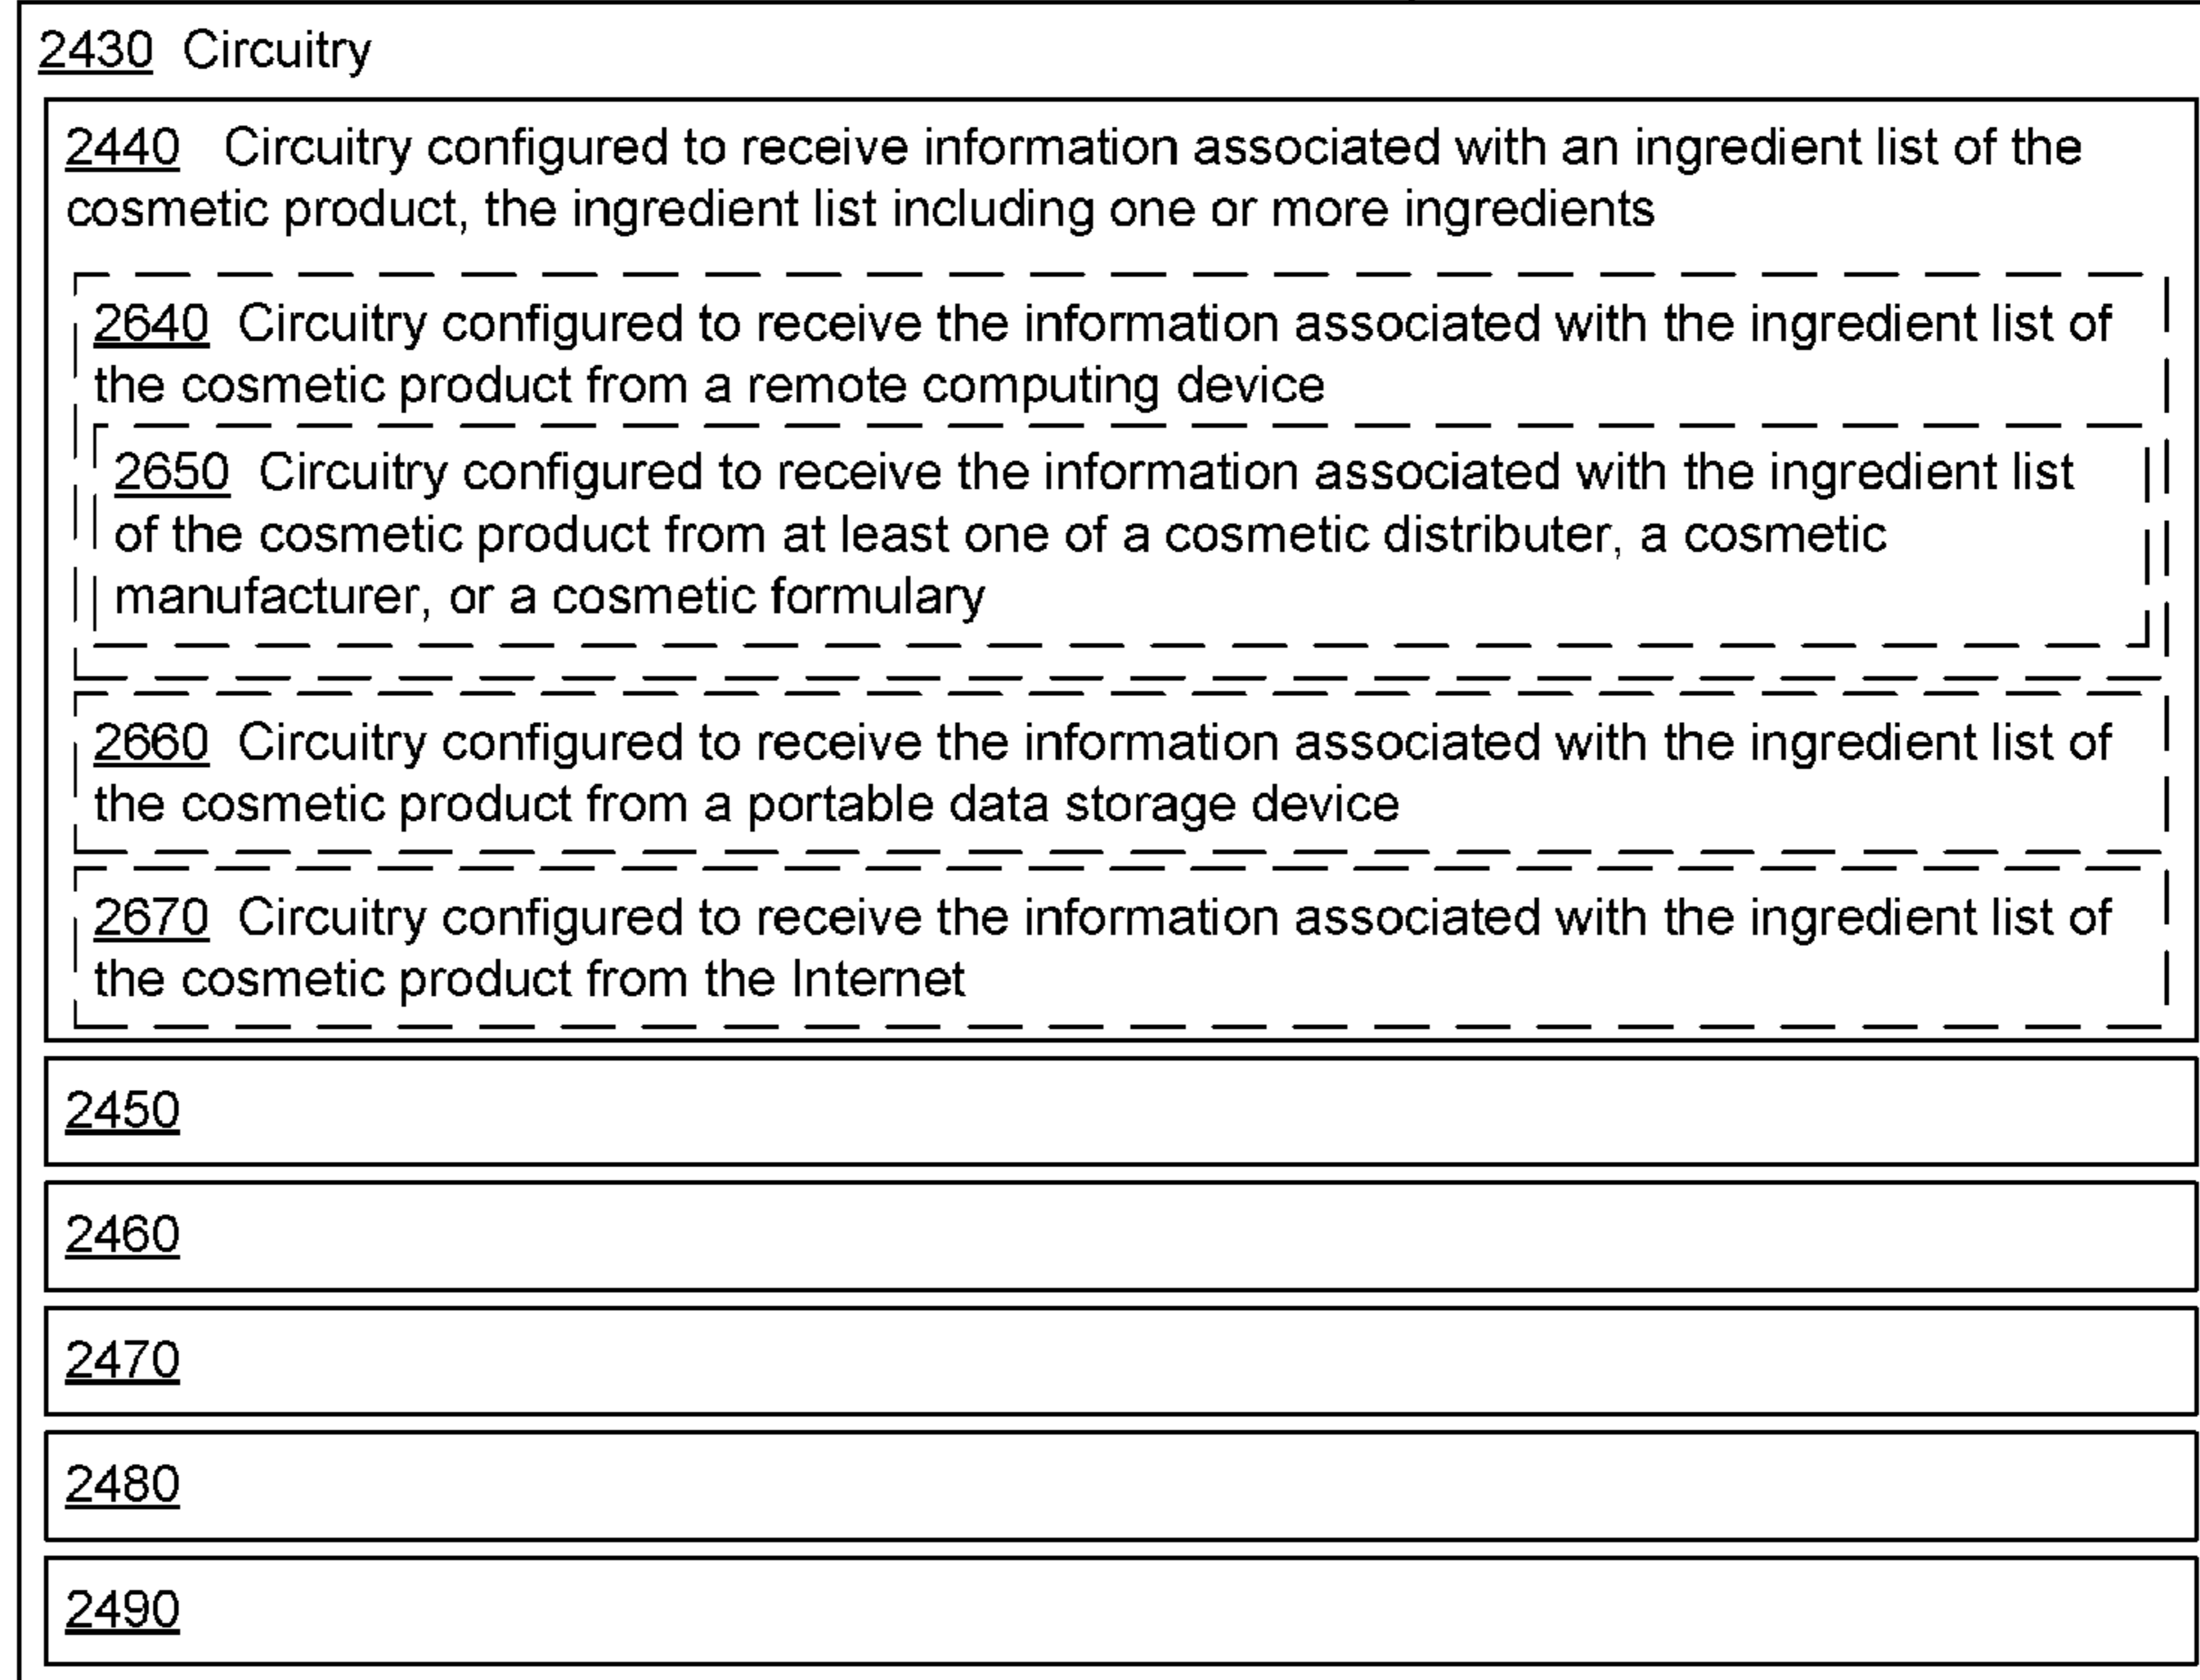 2430 Circuitry
2440 Circuitry configured to receive information associated with an ingredient list of the
cosmetic product, the ingredient list including one or more ingredients
2640 Circuitry configured to receive the information associated with the ingredient list of
the cosmetic product from a remote computing device
2650 Circuitry configured to receive the information associated with the ingredient list
of the cosmetic product from at least one of a cosmetic distributer, a cosmetic
manufacturer, or a cosmetic formulary
2660 Circuitry configured to receive the information associated with the ingredient list of
the cosmetic product from a portable data storage device
2670 Circuitry configured to receive the information associated with the ingredient list of
the cosmetic product from the Internet
2450
2460
2470
2480
2490